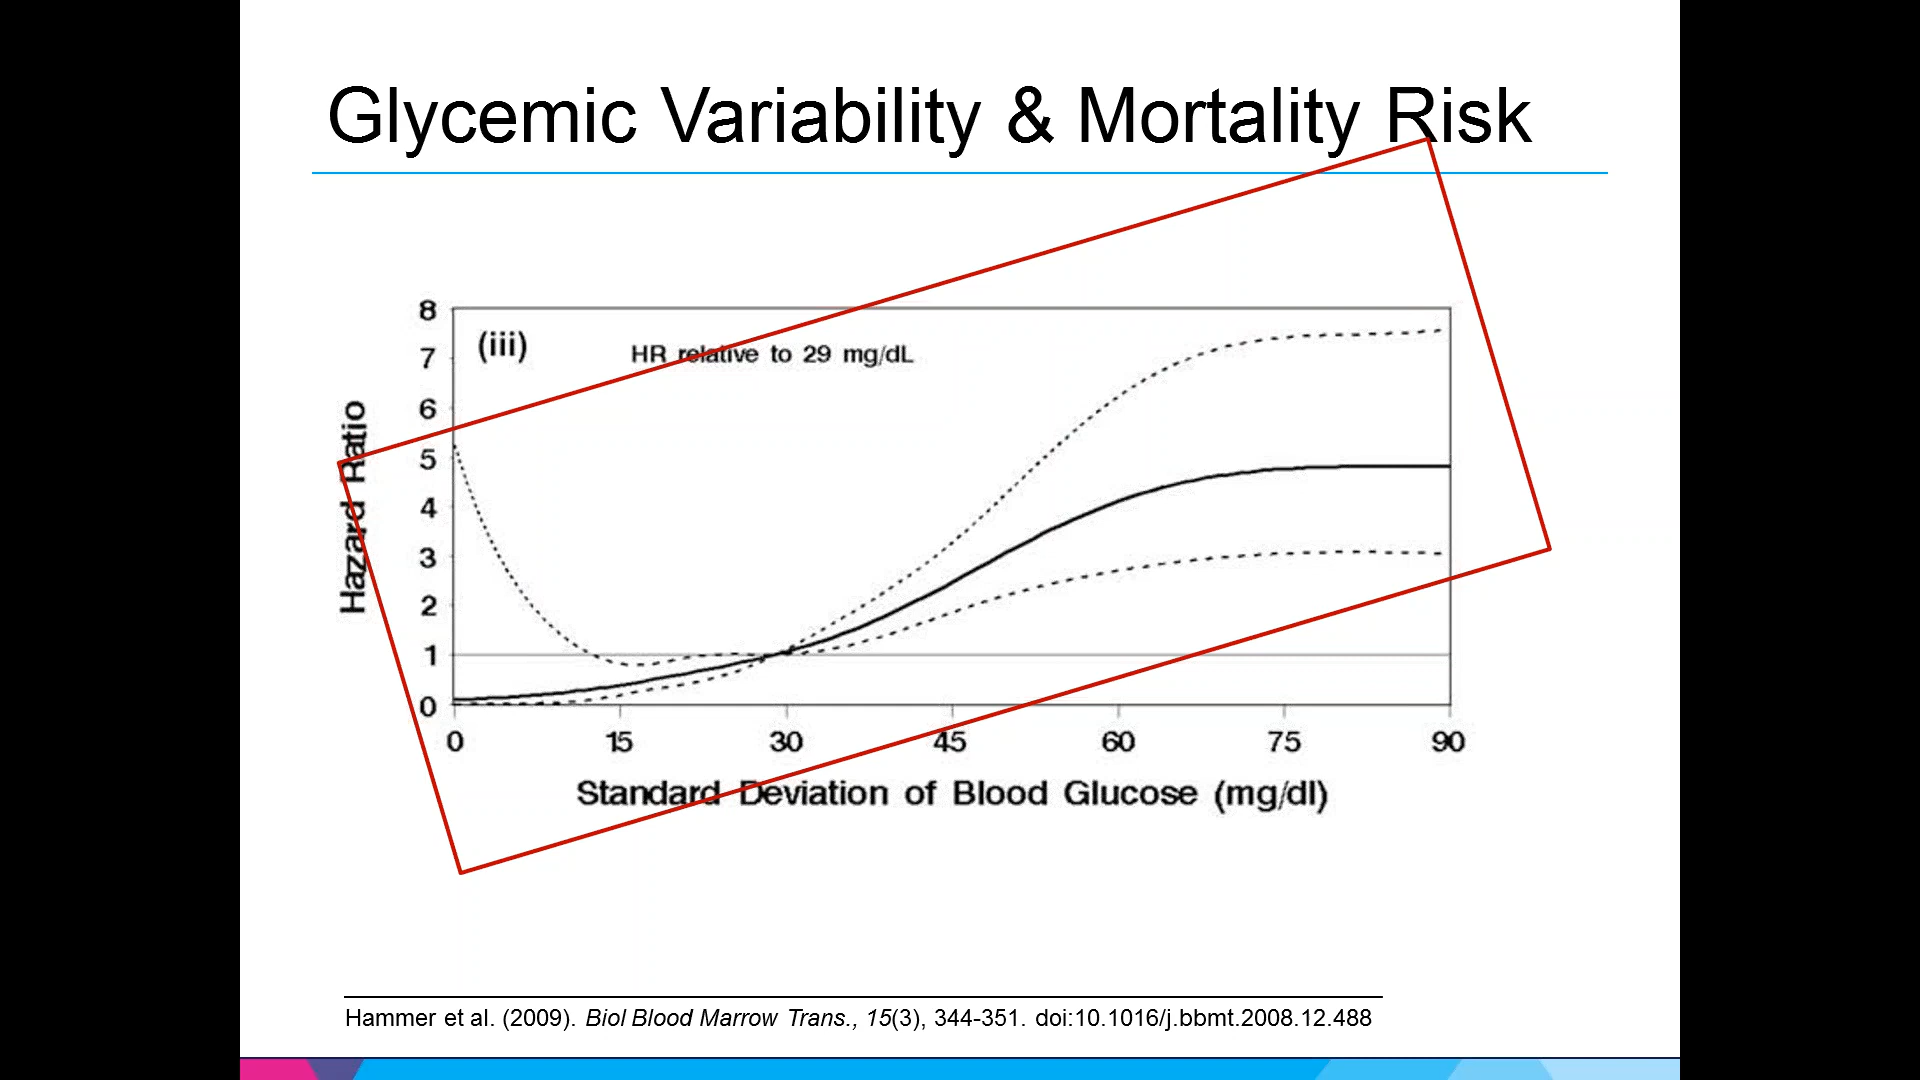 Glycemic Variability & Mortality Risk
8
(iii)
HR relative to 29 mg/dL
7
6
5
4
3
2
1
0
Hazard Ratio
0 15 30 45 60 75 90
Standard Deviation of Blood Glucose (mg/dl)
Hammer et al. (2009). Biol Blood Marrow Trans., 15(3), 344-351. doi:10.1016/j.bbmt.2008.12.488